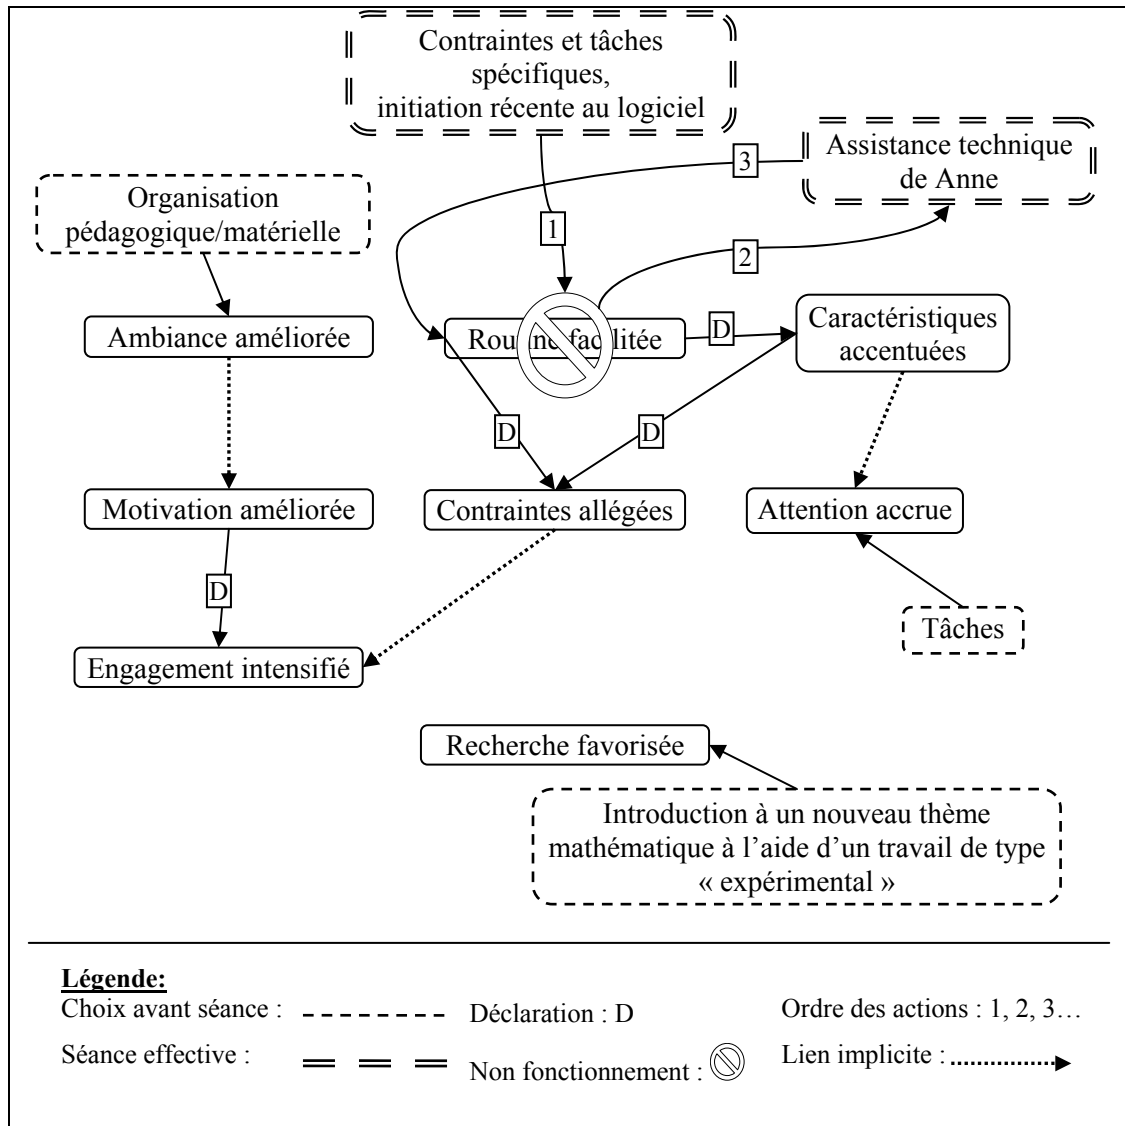 Contraintes et tâches
spécifiques,
initiation récente au logiciel
Assistance technique
de Anne
3
Organisation
pédagogique/matérielle
1
2
Ambiance améliorée
Routine facilitée
D
Caractéristiques
accentuées
D
D
Motivation améliorée
Contraintes allégées
Attention accrue
D
Tâches
Engagement intensifié
Recherche favorisée
Introduction à un nouveau thème
mathématique à l’aide d’un travail de type
« expérimental »
Légende:
Choix avant séance :
Déclaration : D
Ordre des actions : 1, 2, 3…
Séance effective :
Non fonctionnement :
Lien implicite :